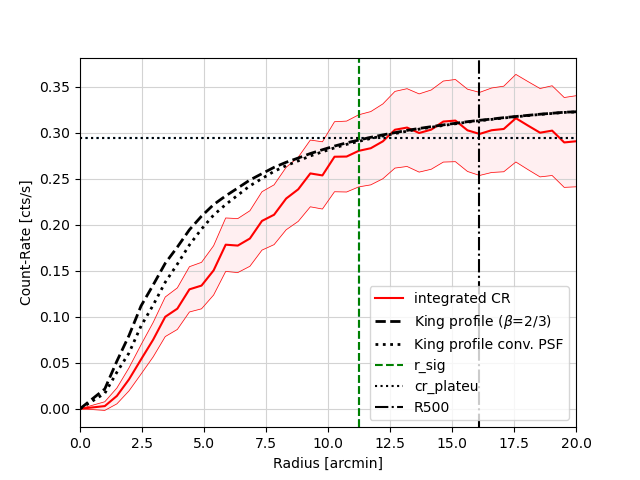 0.35
0.30
0.25
0.20
0.15
0.10
0.05
0.00
Count-Rate [cts/s]
integrated CR
King profile (β=2/3)
King profile conv. PSF
r_sig
cr_plateu
R500
0.0 2.5 5.0 7.5 10.0 12.5 15.0 17.5 20.0
Radius [arcmin]